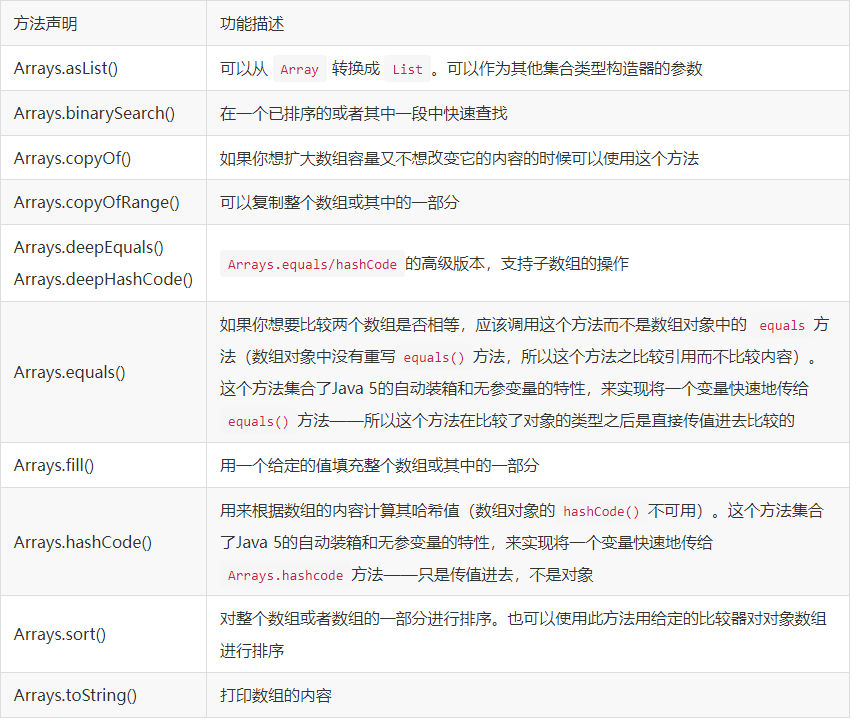 方法声明
功能描述
Arrays.asList()
可以从 Array 转换成 List 。可以作为其他集合类型构造器的参数
Arrays.binarySearch()
在一个已排序的或者其中一段中快速查找
Arrays.copyOf()
如果你想扩大数组容量又不想改变它的内容的时候可以使用这个方法
Arrays.copyOfRange()
可以复制整个数组或其中的一部分
Arrays.deepEquals()
Arrays.deepHashCode()
Arrays.equals/hashCode 的高级版本，支持子数组的操作
Arrays.equals()
如果你想要比较两个数组是否相等，应该调用这个方法而不是数组对象中的 equals 方
法（数组对象中没有重写 equals() 方法，所以这个方法之比较引用而不比较内容）。
这个方法集合了Java 5的自动装箱和无参变量的特性，来实现将一个变量快速地传给
equals() 方法——所以这个方法在比较了对象的类型之后是直接传值进去比较的
Arrays.fill()
用一个给定的值填充整个数组或其中的一部分
Arrays.hashCode()
用来根据数组的内容计算其哈希值（数组对象的 hashCode() 不可用）。这个方法集合
了Java 5的自动装箱和无参变量的特性，来实现将一个变量快速地传给
Arrays.hashcode 方法——只是传值进去，不是对象
Arrays.sort()
对整个数组或者数组的一部分进行排序。也可以使用此方法用给定的比较器对对象数组
进行排序
Arrays.toString()
打印数组的内容